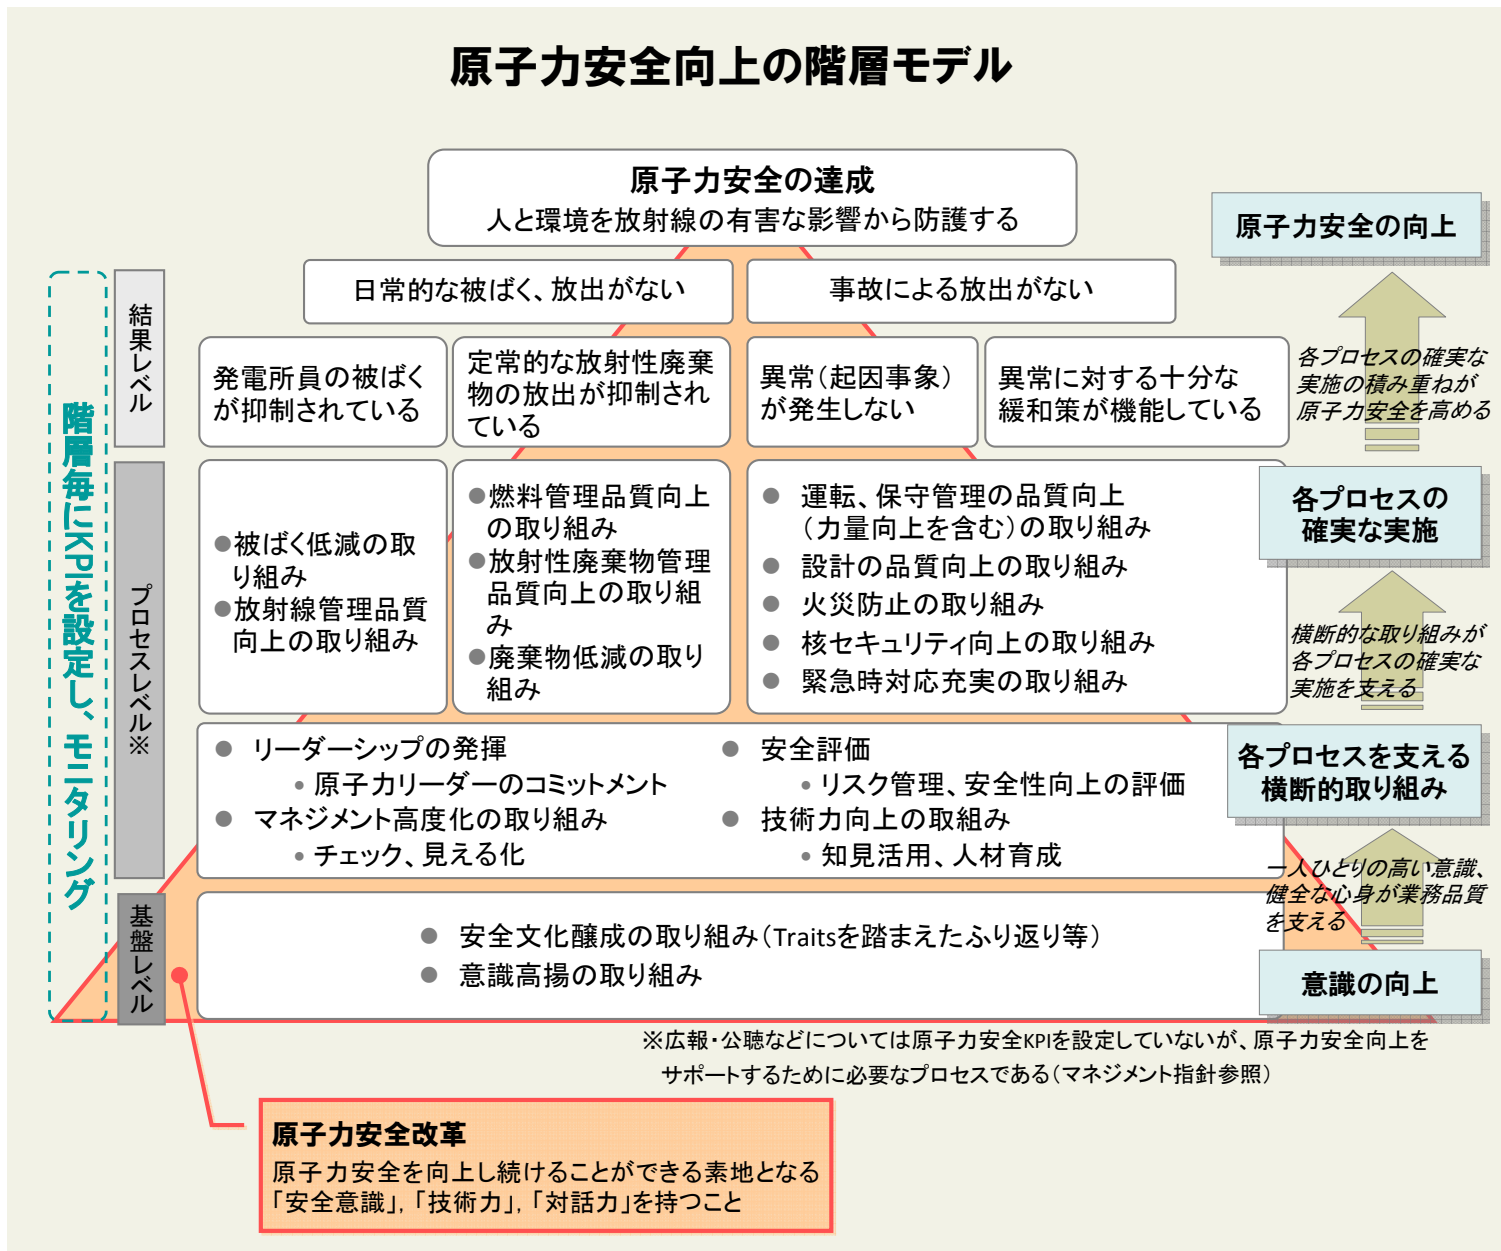 原子力安全向上の階層モデル
原子力安全の達成
人と環境を放射線の有害な影響から防護する
日常的な被ばく、放出がない
事故による放出がない
発電所員の被ばく
が抑制されている
定常的な放射性廃棄
物の放出が抑制され
ている
異常（起因事象）
が発生しない
異常に対する十分な
緩和策が機能している
●被ばく低減の取
り組み
●放射線管理品質
向上の取り組み
●燃料管理品質向上
の取り組み
●放射性廃棄物管理
品質向上の取り組
み
●廃棄物低減の取り
組み
● 運転、保守管理の品質向上
（力量向上を含む）の取り組み
● 設計の品質向上の取り組み
● 火災防止の取り組み
● 核セキュリティ向上の取り組み
● 緊急時対応充実の取り組み
● リーダーシップの発揮
• 原子力リーダーのコミットメント
● マネジメント高度化の取り組み
• チェック、見える化
● 安全評価
• リスク管理、安全性向上の評価
● 技術力向上の取組み
• 知見活用、人材育成
● 安全文化醸成の取り組み（Traitsを踏まえたふり返り等）
● 意識高揚の取り組み
階層毎にKPIを設定し、モニタリング
結果レベル
プロセスレベル※
基盤レベル
原子力安全の向上
各プロセスの確実な
実施の積み重ねが
原子力安全を高める
各プロセスの
確実な実施
横断的な取り組みが
各プロセスの確実な
実施を支える
各プロセスを支える
横断的取り組み
一人ひとりの高い意識、
健全な心身が業務品質
を支える
意識の向上
※広報・公聴などについては原子力安全KPIを設定していないが、原子力安全向上を
サポートするために必要なプロセスである（マネジメント指針参照）
原子力安全改革
原子力安全を向上し続けることができる素地となる
「安全意識」,「技術力」,「対話力」を持つこと